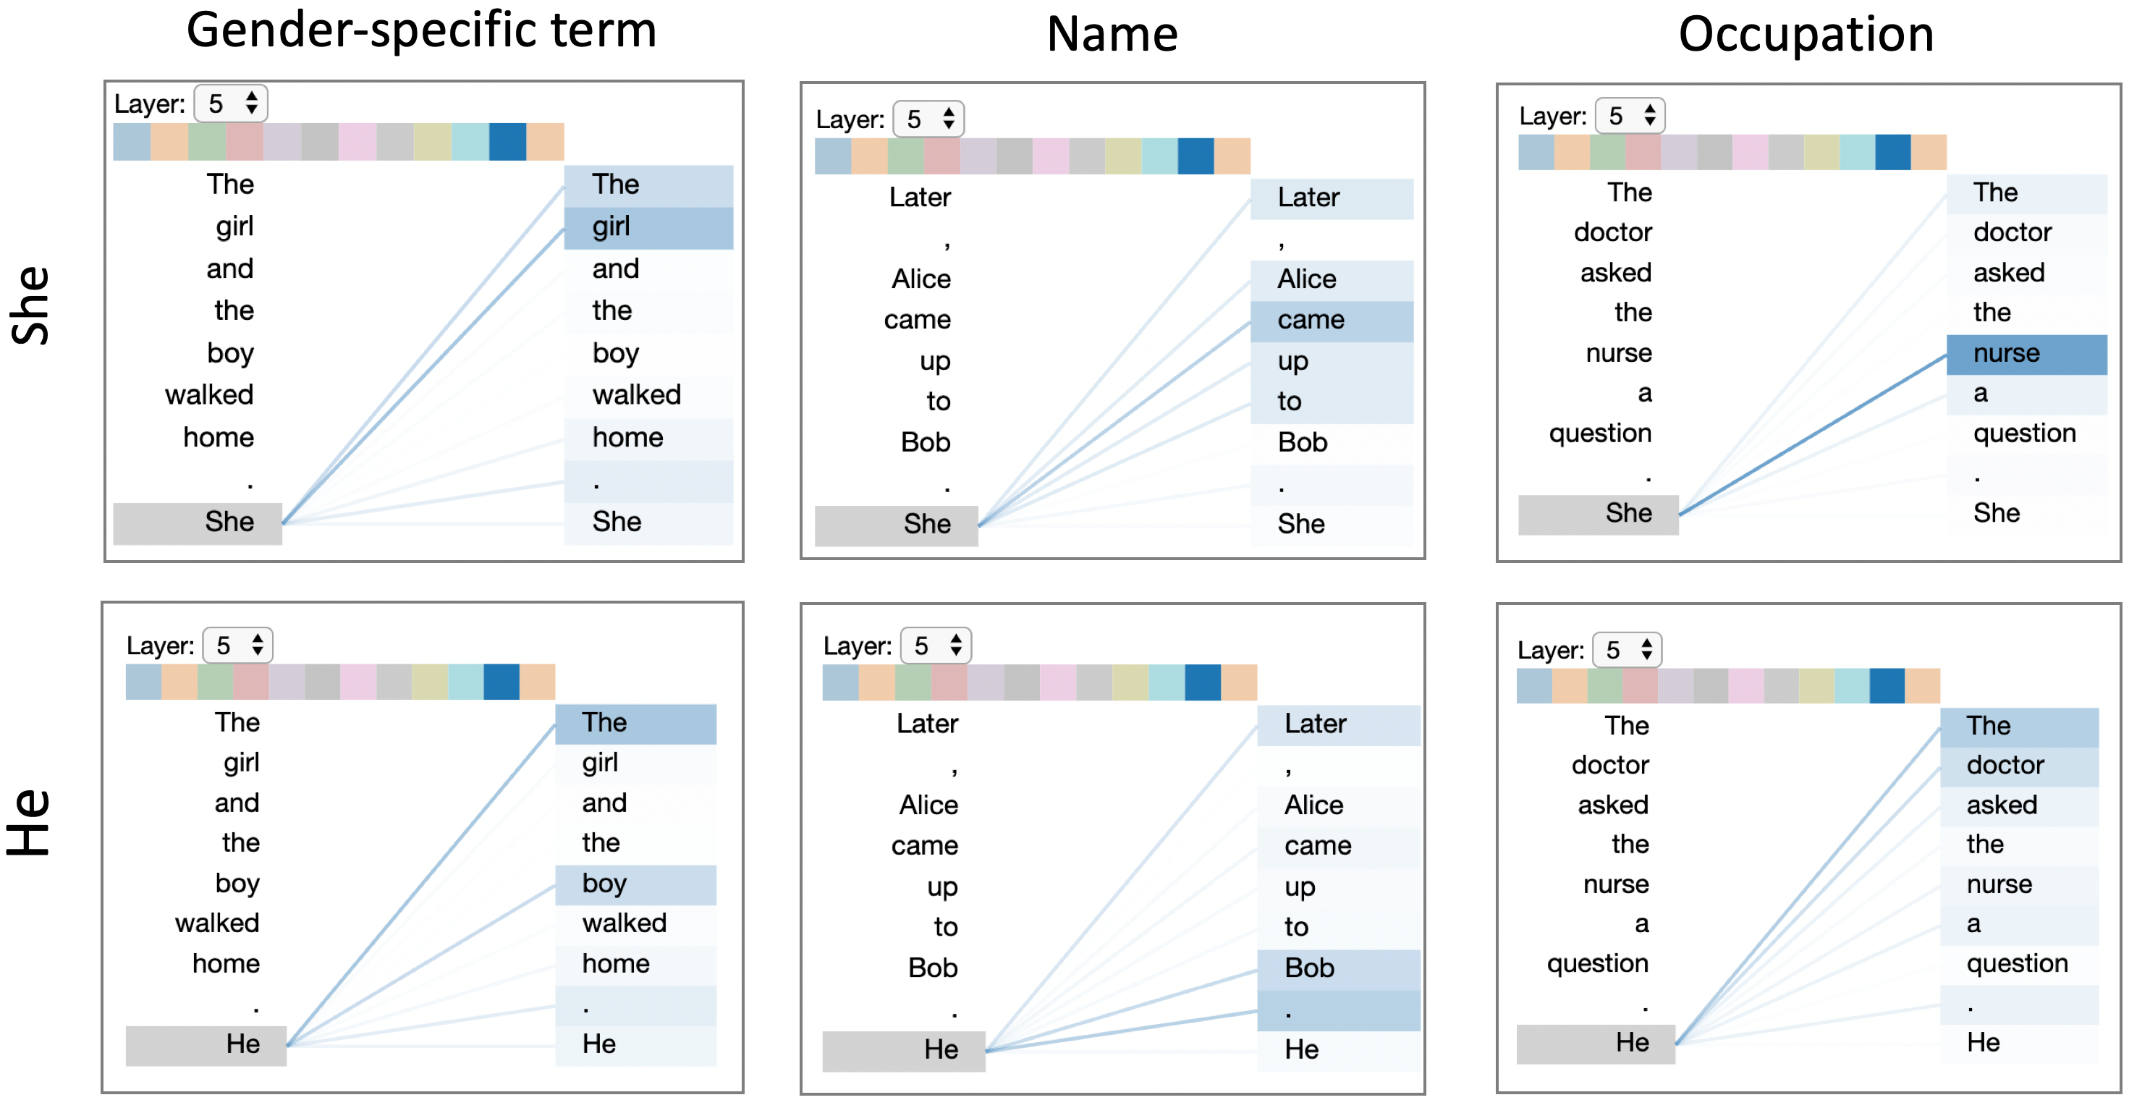 Gender-specific term Name Occupation
She
Layer: 5
The The
girl girl
and and
the the
boy boy
walked walked
home home
. .
She She
Layer: 5
Later Later
, ,
Alice Alice
came came
up up
to to
Bob Bob
. .
She She
Layer: 5
The The
doctor doctor
asked asked
the the
nurse nurse
a a
question question
. .
She She
He
Layer: 5
The The
girl girl
and and
the the
boy boy
walked walked
home home
. .
He He
Layer: 5
Later Later
, ,
Alice Alice
came came
up up
to to
Bob Bob
. .
He He
Layer: 5
The The
doctor doctor
asked asked
the the
nurse nurse
a a
question question
. .
He He